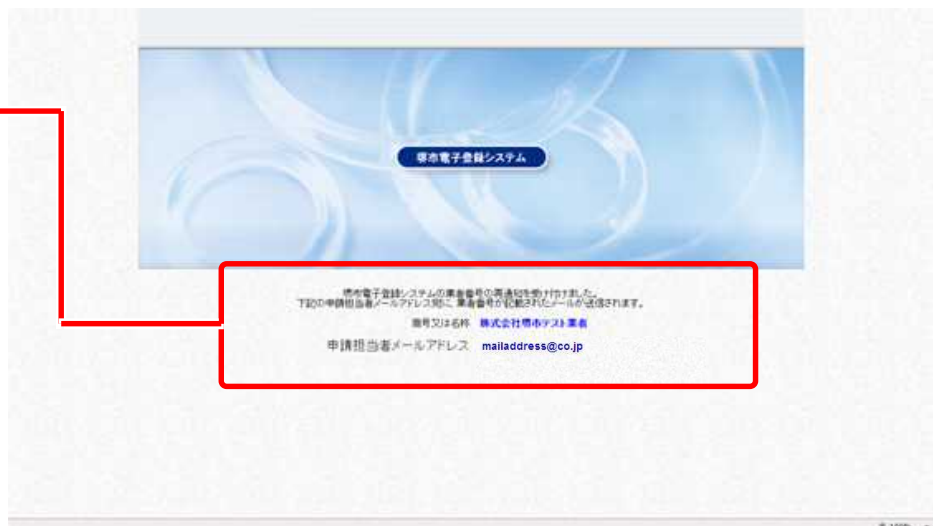 堺市電子登録システム
堺市電子登録システムの業者番号の再通知を受け付けました。
下記の申請担当者メールアドレス宛に、業者番号が記載されたメールが送信されます。
商号又は名称 株式会社堺市テスト業者
申請担当者メールアドレス mailaddress@co.jp